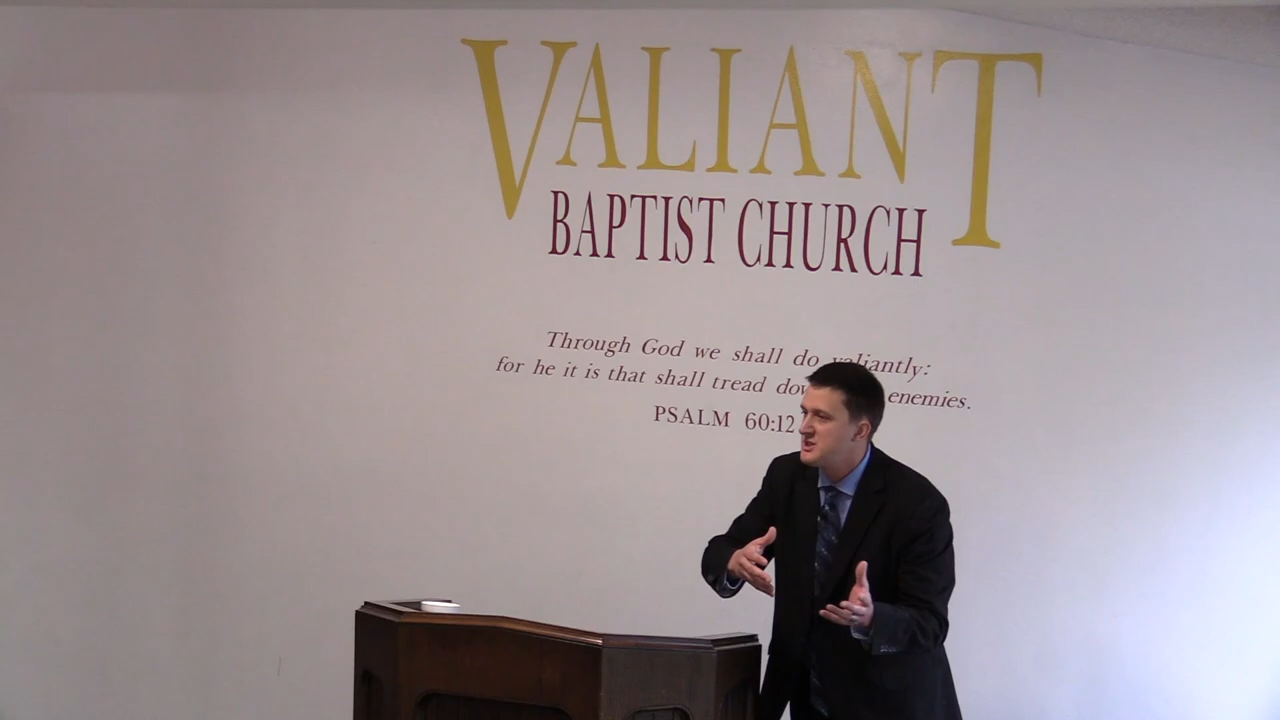 VALIANT
BAPTIST CHURCH
Through God we shall do valiantly:
for he it is that shall tread enemies.
PSALM 60:12